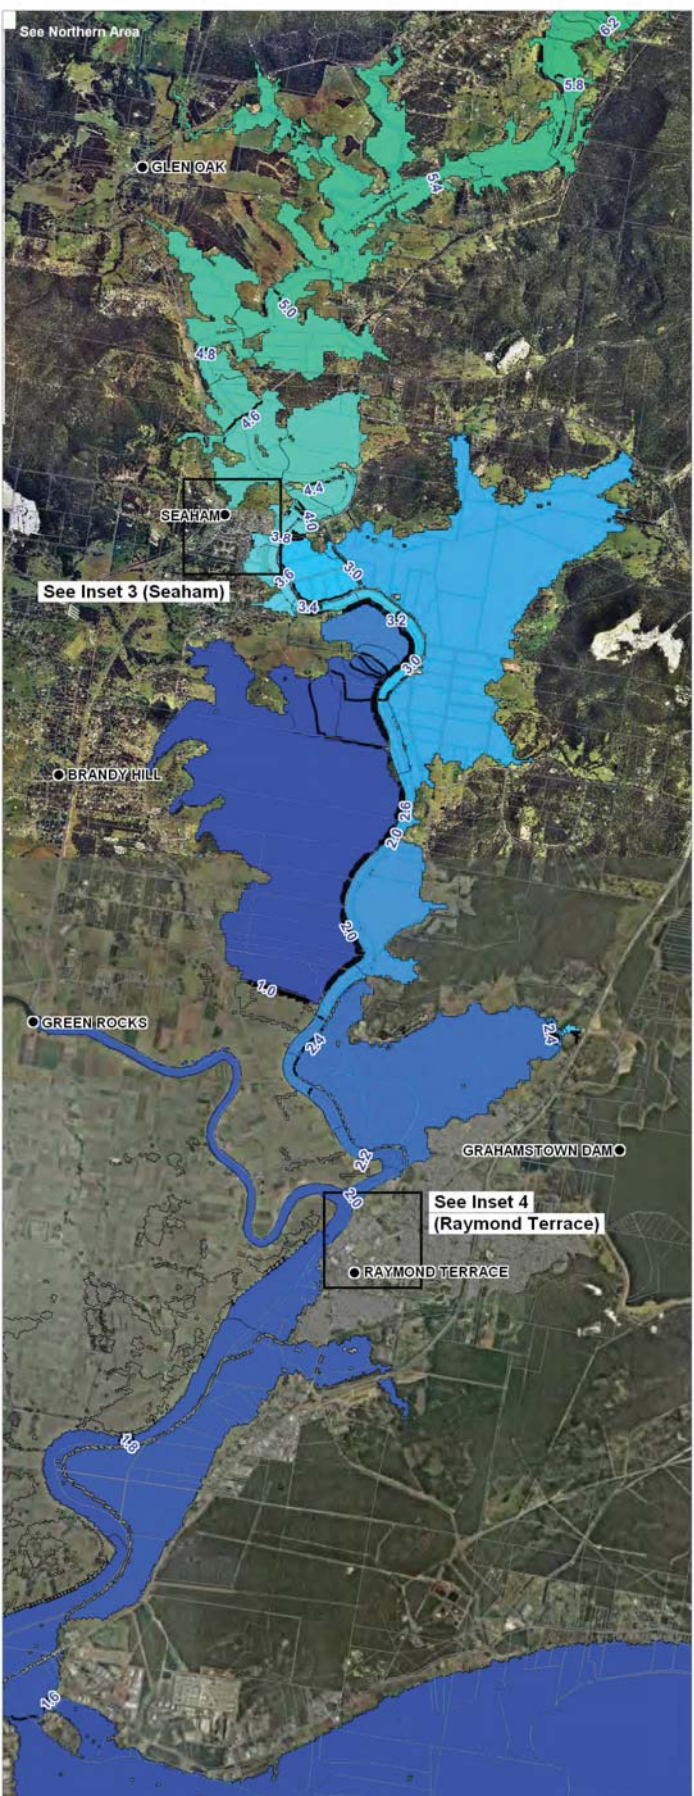 See Northern Area
6.2
5.8
GLEN OAK
5.4
5.0
4.8
4.6
4.4
SEAHAM
4.0
3.8
3.0
3.6
See Inset 3 (Seaham)
3.4
3.2
3.0
BRANDY HILL
2.6
2.0
2.0
1.0
GREEN ROCKS
2.4
2.4
GRAHAMSTOWN DAM
2.2
2.0
See Inset 4
(Raymond Terrace)
RAYMOND TERRACE
1.8
1.6